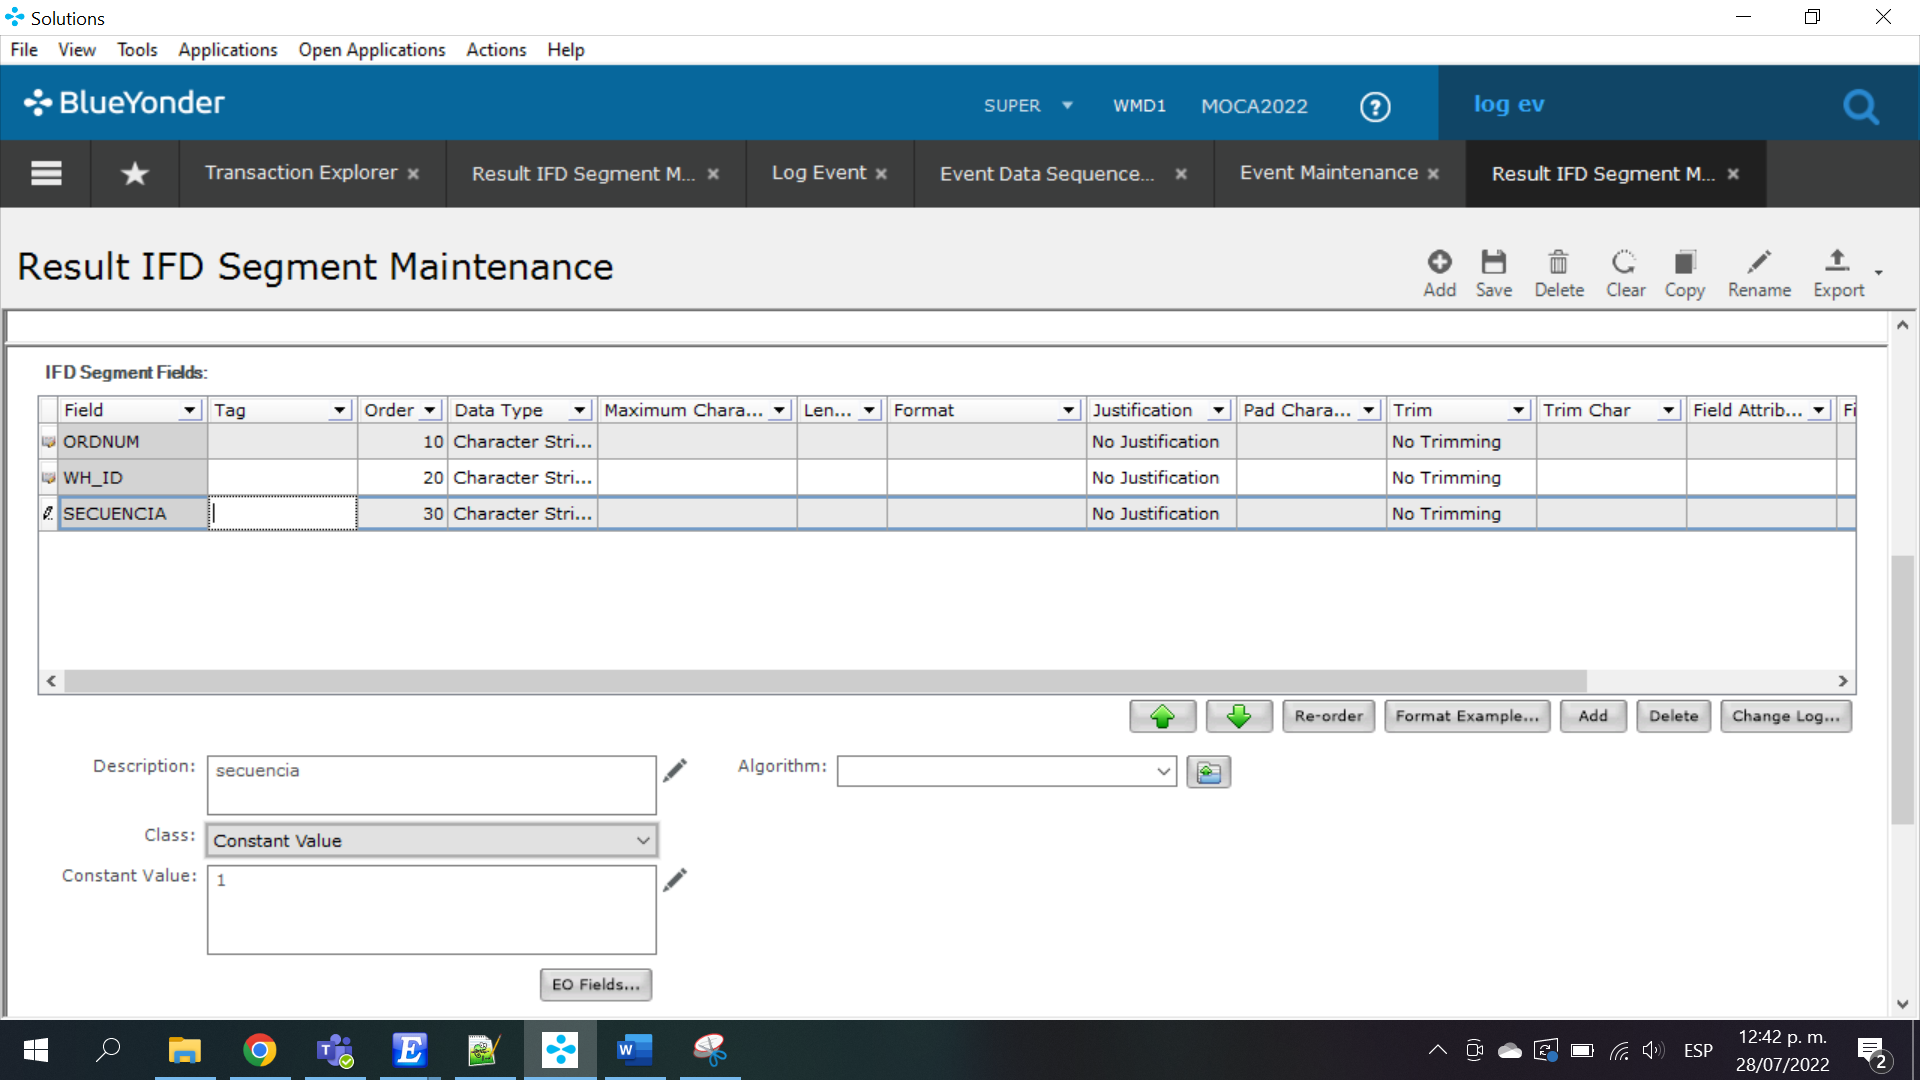 Solutions
File View Tools Applications Open Applications Actions Help
BlueYonder SUPER WMD1 MOCA2022 ? log ev
Transaction Explorer × Result IFD Segment M... × Log Event × Event Data Sequence... × Event Maintenance × Result IFD Segment M... ×
Result IFD Segment Maintenance
Add Save Delete Clear Copy Rename Export
IFD Segment Fields:
Field Tag Order Data Type Maximum Chara... Len... Format Justification Pad Chara... Trim Trim Char Field Attrib... Fi
ORDNUM 10 Character Stri... No Justification No Trimming
WH_ID 20 Character Stri... No Justification No Trimming
SECUENCIA 30 Character Stri... No Justification No Trimming
Re-order Format Example... Add Delete Change Log...
Description: secuencia Algorithm:
Class: Constant Value
Constant Value: 1
EO Fields...
ESP 12:42 p. m.
28/07/2022 2